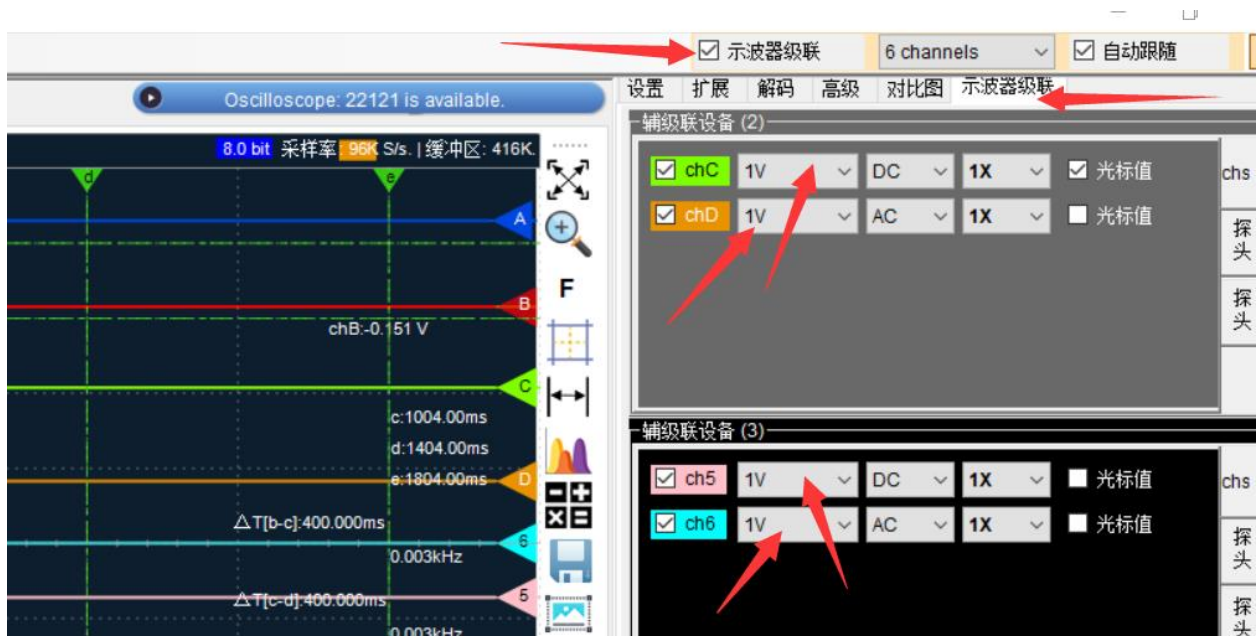 示波器级联 6 channels 自动跟随
Oscilloscope: 22121 is available.
设置 扩展 解码 高级 对比图 示波器级联
8.0 bit 采样率: 96K S/s. | 缓冲区: 416K.
d e
A
B
chB:-0.151 V
C
c:1004.00ms
d:1404.00ms
e:1804.00ms D
△T[b-c]:400.000ms
6
0.003kHz
△T[c-d]:400.000ms 5
0.003kHz
F
辅级联设备 (2)
chC 1V DC 1X 光标值
chD 1V AC 1X 光标值
chs
探头
探头
辅级联设备 (3)
ch5 1V DC 1X 光标值
ch6 1V AC 1X 光标值
chs
探头
探头